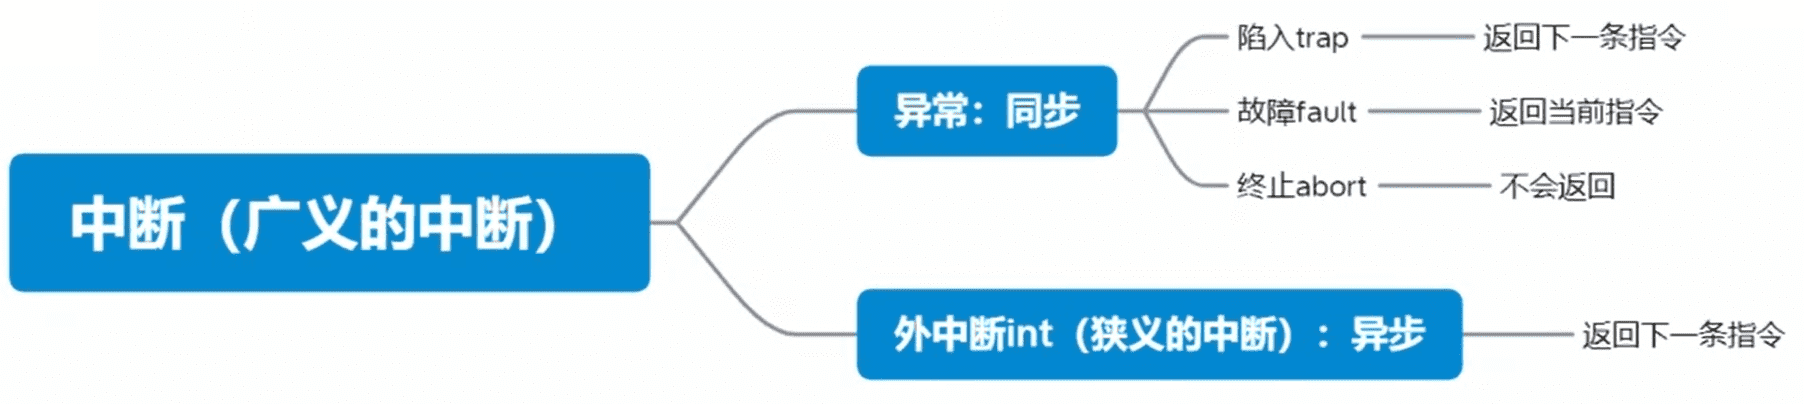 陷入trap
返回下一条指令
异常：同步
故障fault
返回当前指令
终止abort
不会返回
中断（广义的中断）
外中断int（狭义的中断）：异步
返回下一条指令